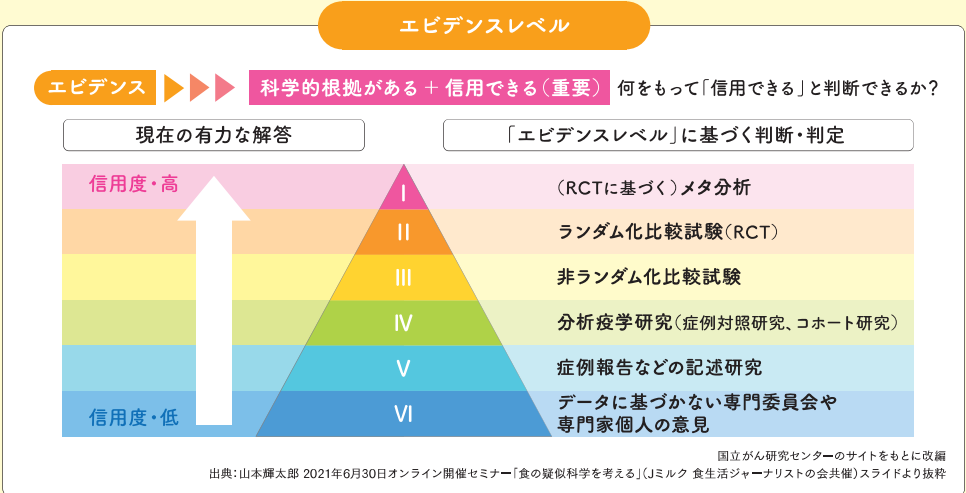 エビデンスレベル
エビデンス 科学的根拠がある＋信用できる（重要） 何をもって「信用できる」と判断できるか？
現在の有力な解答 「エビデンスレベル」に基づく判断・判定
信用度・高 I （RCTに基づく）メタ分析
II ランダム化比較試験（RCT）
III 非ランダム化比較試験
IV 分析疫学研究（症例対照研究、コホート研究）
V 症例報告などの記述研究
信用度・低 VI データに基づかない専門委員会や
専門家個人の意見
国立がん研究センターのサイトをもとに改編
出典：山本輝太郎 2021年6月30日オンライン開催セミナー「食の疑似科学を考える」（Jミルク 食生活ジャーナリストの会共催）スライドより抜粋